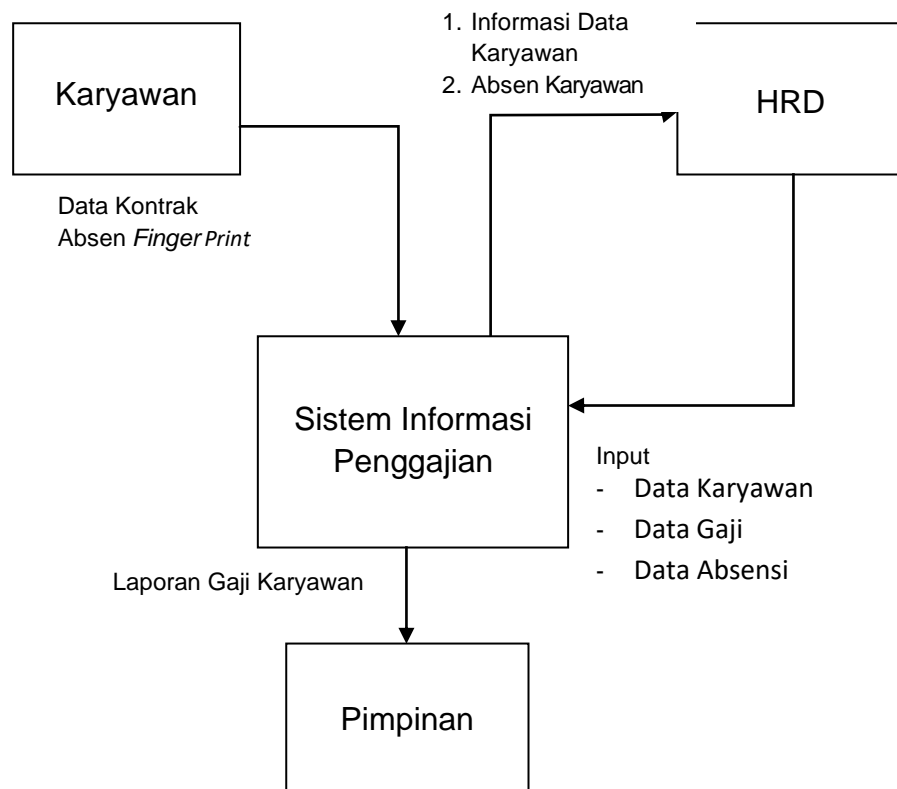 1. Informasi Data
Karyawan
2. Absen Karyawan
Karyawan
HRD
Data Kontrak
Absen Finger Print
Sistem Informasi
Penggajian
Input
- Data Karyawan
- Data Gaji
- Data Absensi
Laporan Gaji Karyawan
Pimpinan